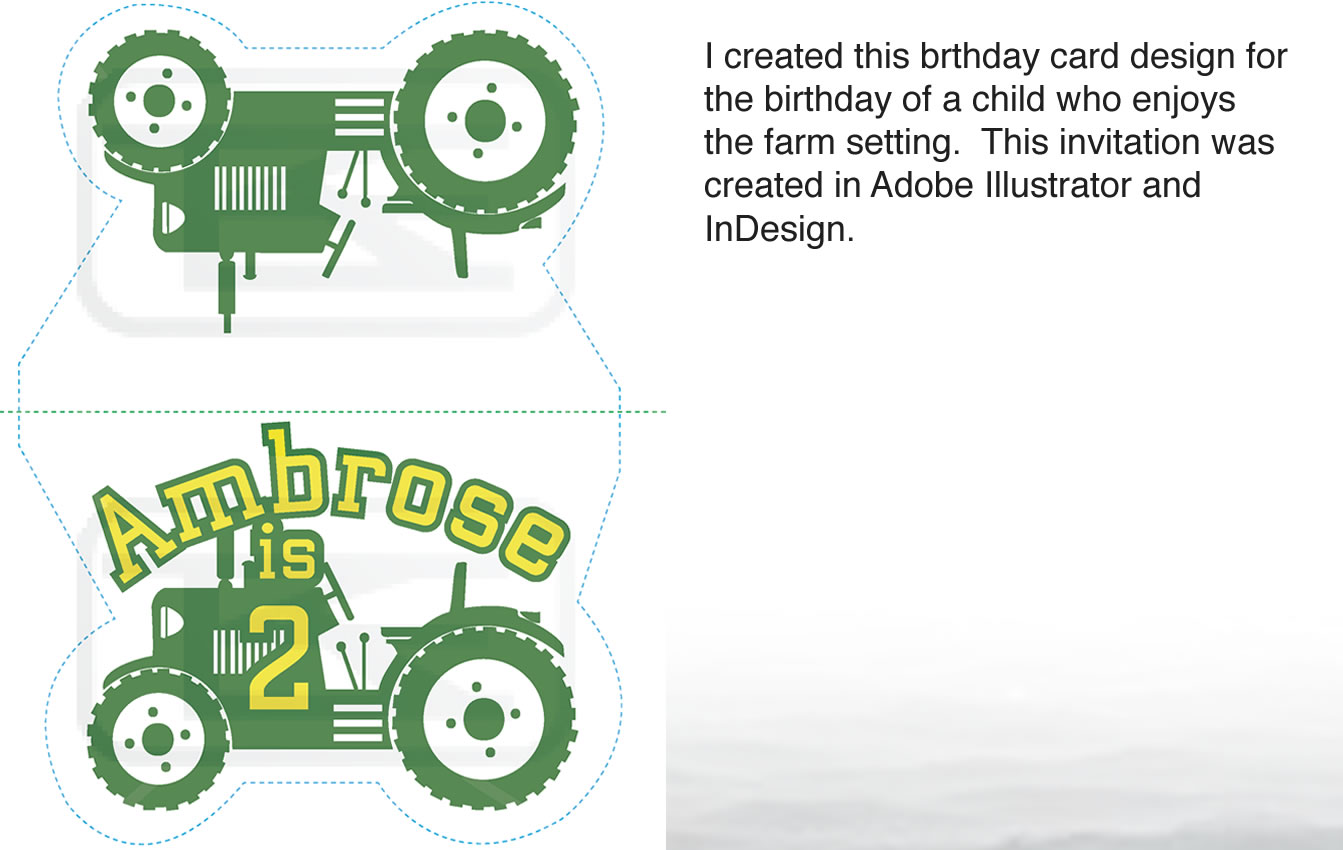 Ambrose
is
2
I created this brthday card design for
the birthday of a child who enjoys
the farm setting.  This invitation was
created in Adobe Illustrator and
InDesign.